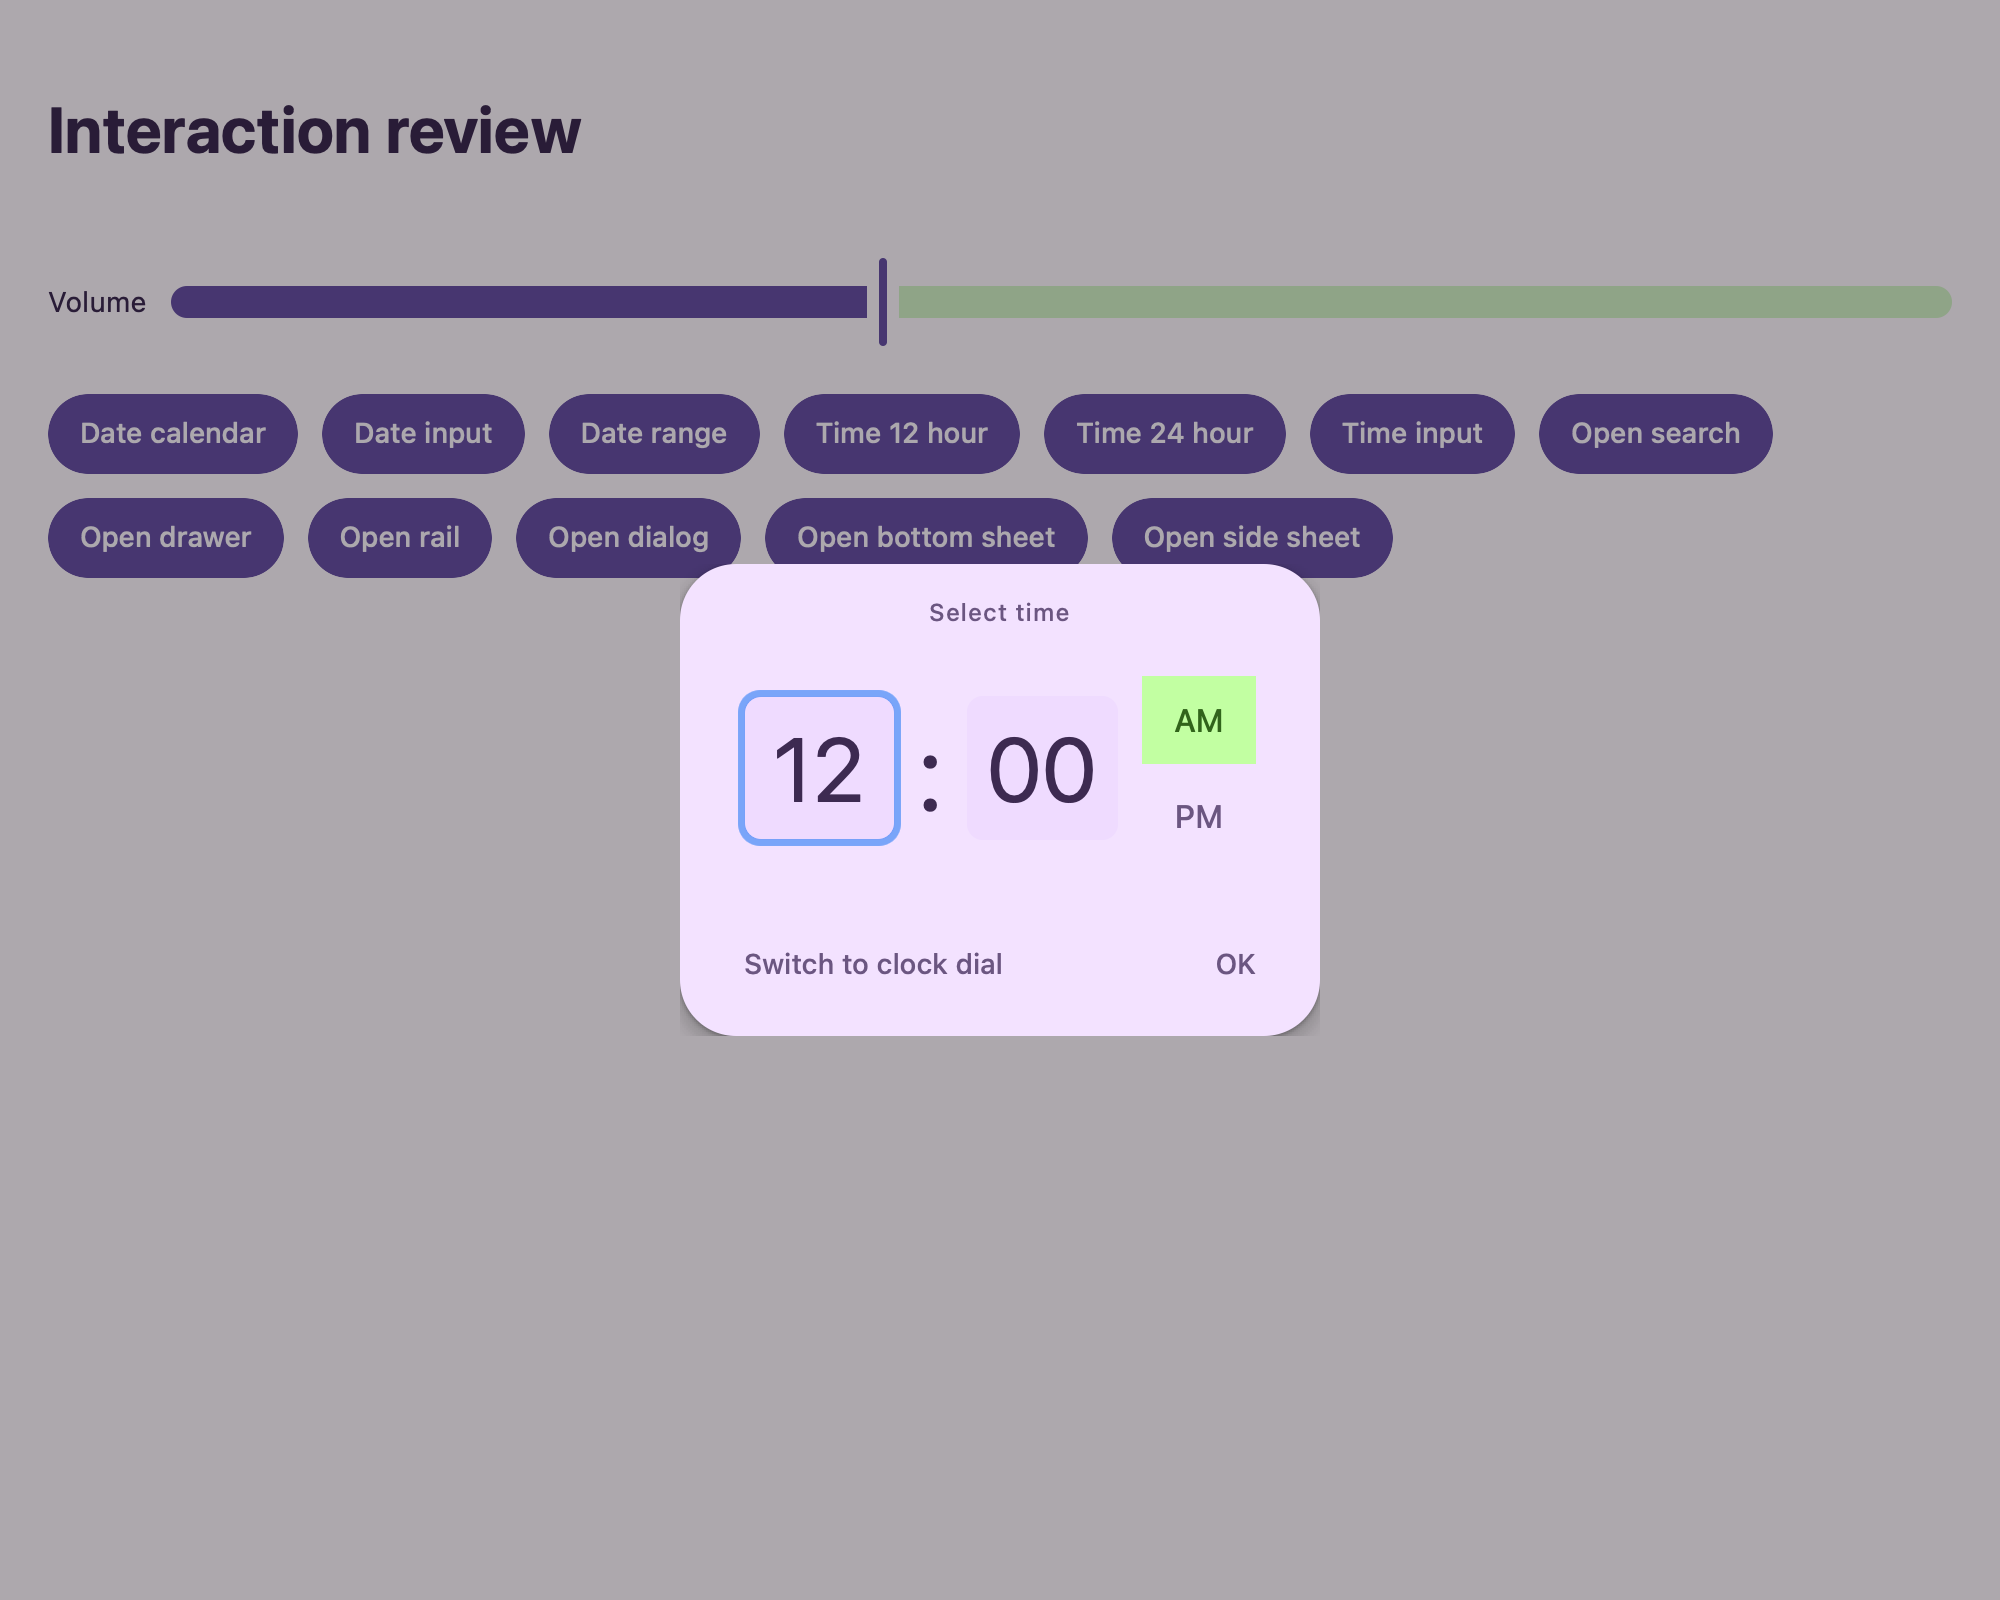 Interaction review
Volume
Date calendar Date input Date range Time 12 hour Time 24 hour Time input Open search
Open drawer Open rail Open dialog Open bottom sheet Open side sheet
Select time
12 : 00
AM
PM
Switch to clock dial OK